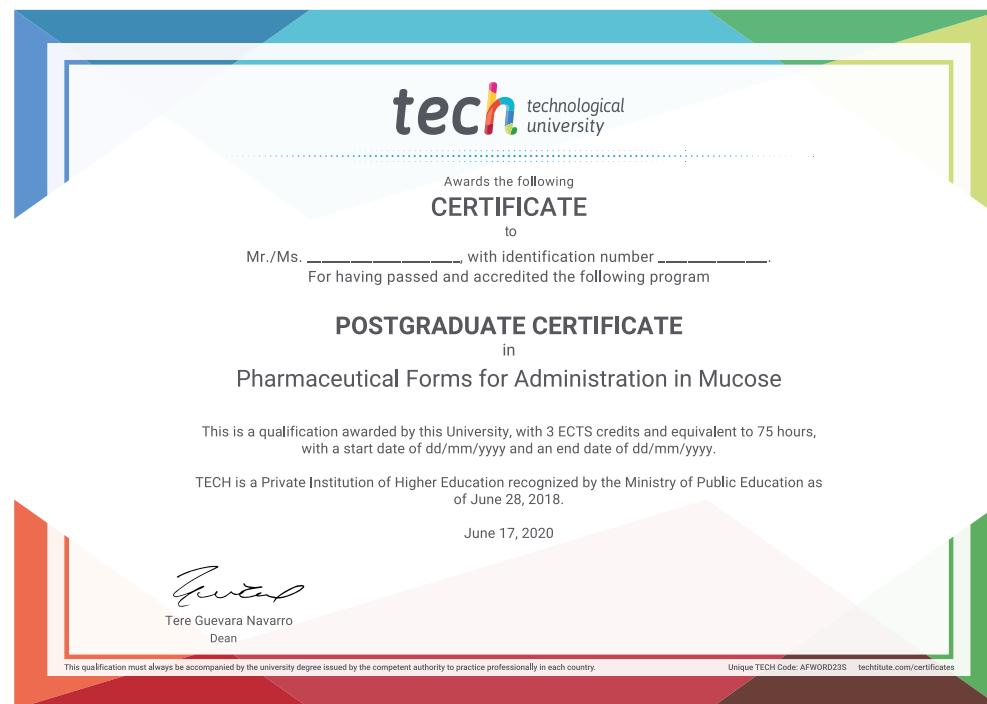 tech technological
university
Awards the following
CERTIFICATE
to
Mr./Ms. _____________________, with identification number _______________.
For having passed and accredited the following program
POSTGRADUATE CERTIFICATE
in
Pharmaceutical Forms for Administration in Mucose
This is a qualification awarded by this University, with 3 ECTS credits and equivalent to 75 hours,
with a start date of dd/mm/yyyy and an end date of dd/mm/yyyy.
TECH is a Private Institution of Higher Education recognized by the Ministry of Public Education as
of June 28, 2018.
June 17, 2020
Tere Guevara Navarro
Dean
This qualification must always be accompanied by the university degree issued by the competent authority to practice professionally in each country. Unique TECH Code: AFWORD23S techtitute.com/certificates